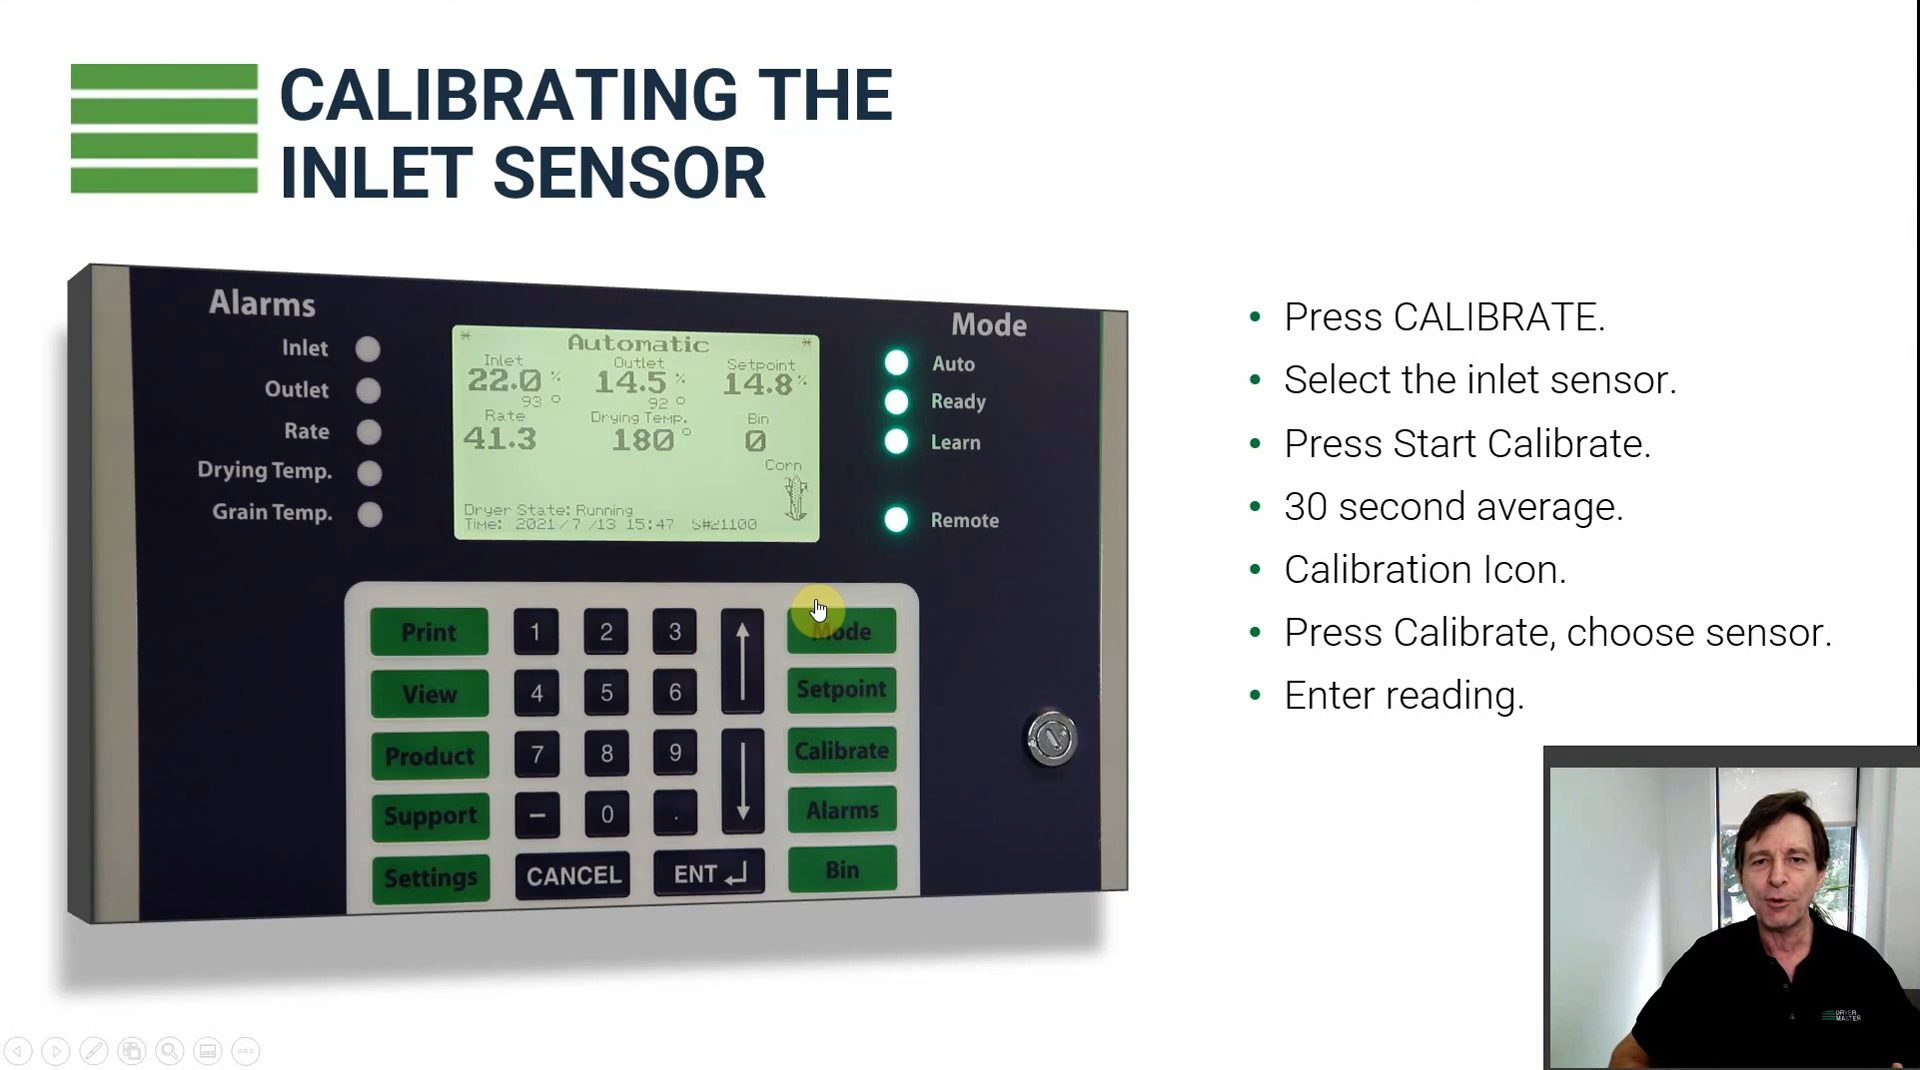 CALIBRATING THE
INLET SENSOR
Alarms
Inlet
Outlet
Rate
Drying Temp.
Grain Temp.
* Automatic *
Inlet Outlet Setpoint
22.0 % 14.5 % 14.8 %
93 ° 92 °
Rate Drying Temp. Bin
41.3 180 ° 0
Corn
Dryer State: Running
Time: 2021/7 /13 15:47 S#21100
Mode
Auto
Ready
Learn
Remote
Print 1 2 3 Mode
View 4 5 6 Setpoint
Product 7 8 9 Calibrate
Support – 0 . Alarms
Settings CANCEL ENT Bin
• Press CALIBRATE.
• Select the inlet sensor.
• Press Start Calibrate.
• 30 second average.
• Calibration Icon.
• Press Calibrate, choose sensor.
• Enter reading.
DRYER
MASTER